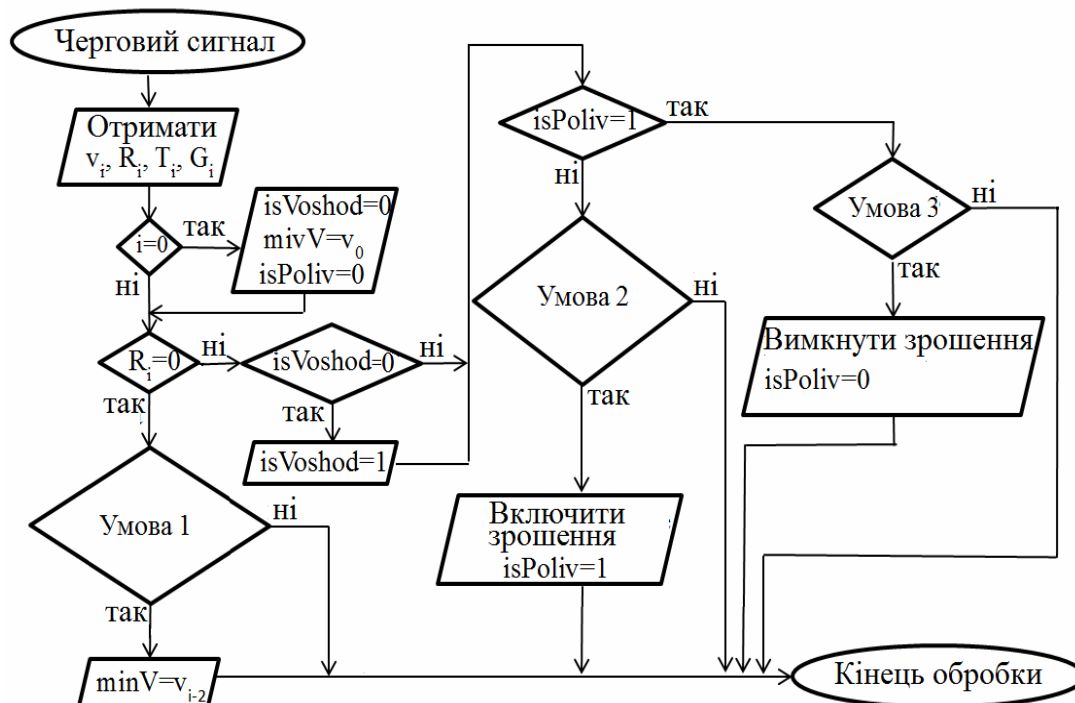 Черговий сигнал
Отримати
vᵢ, Rᵢ, Tᵢ, Gᵢ
i=0
так
ні
isVoshod=0
mivV=v₀
isPoliv=0
Rᵢ=0
ні
так
isVoshod=0
ні
так
isVoshod=1
Умова 1
ні
так
minV=vᵢ₋₂
isPoliv=1
так
ні
Умова 2
ні
так
Включити
зрошення
isPoliv=1
Умова 3
ні
так
Вимкнути зрошення
isPoliv=0
Кінець обробки